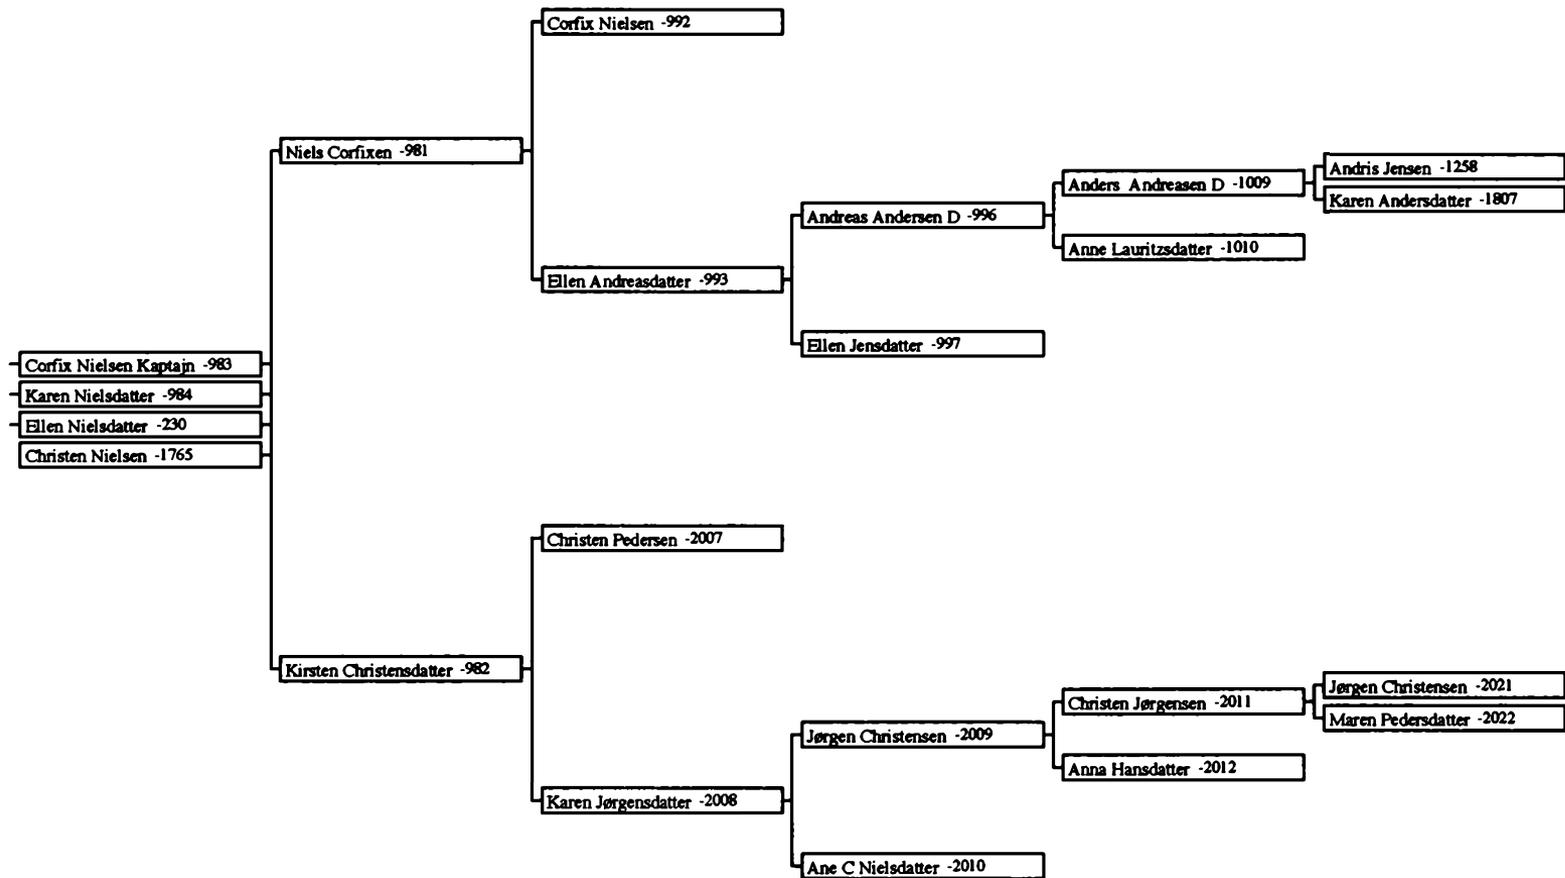 Corfix Nielsen -992
Niels Corfixen -981
Andris Jensen -1258
Anders Andreasen D -1009
Karen Andersdatter -1807
Andreas Andersen D -996
Anne Lauritzsdatter -1010
Ellen Andreasdatter -993
Ellen Jensdatter -997
Corfix Nielsen Kaptajn -983
Karen Nielsdatter -984
Ellen Nielsdatter -230
Christen Nielsen -1765
Christen Pedersen -2007
Kirsten Christensdatter -982
Jørgen Christensen -2021
Christen Jørgensen -2011
Maren Pedersdatter -2022
Jørgen Christensen -2009
Anna Hansdatter -2012
Karen Jørgensdatter -2008
Ane C Nielsdatter -2010